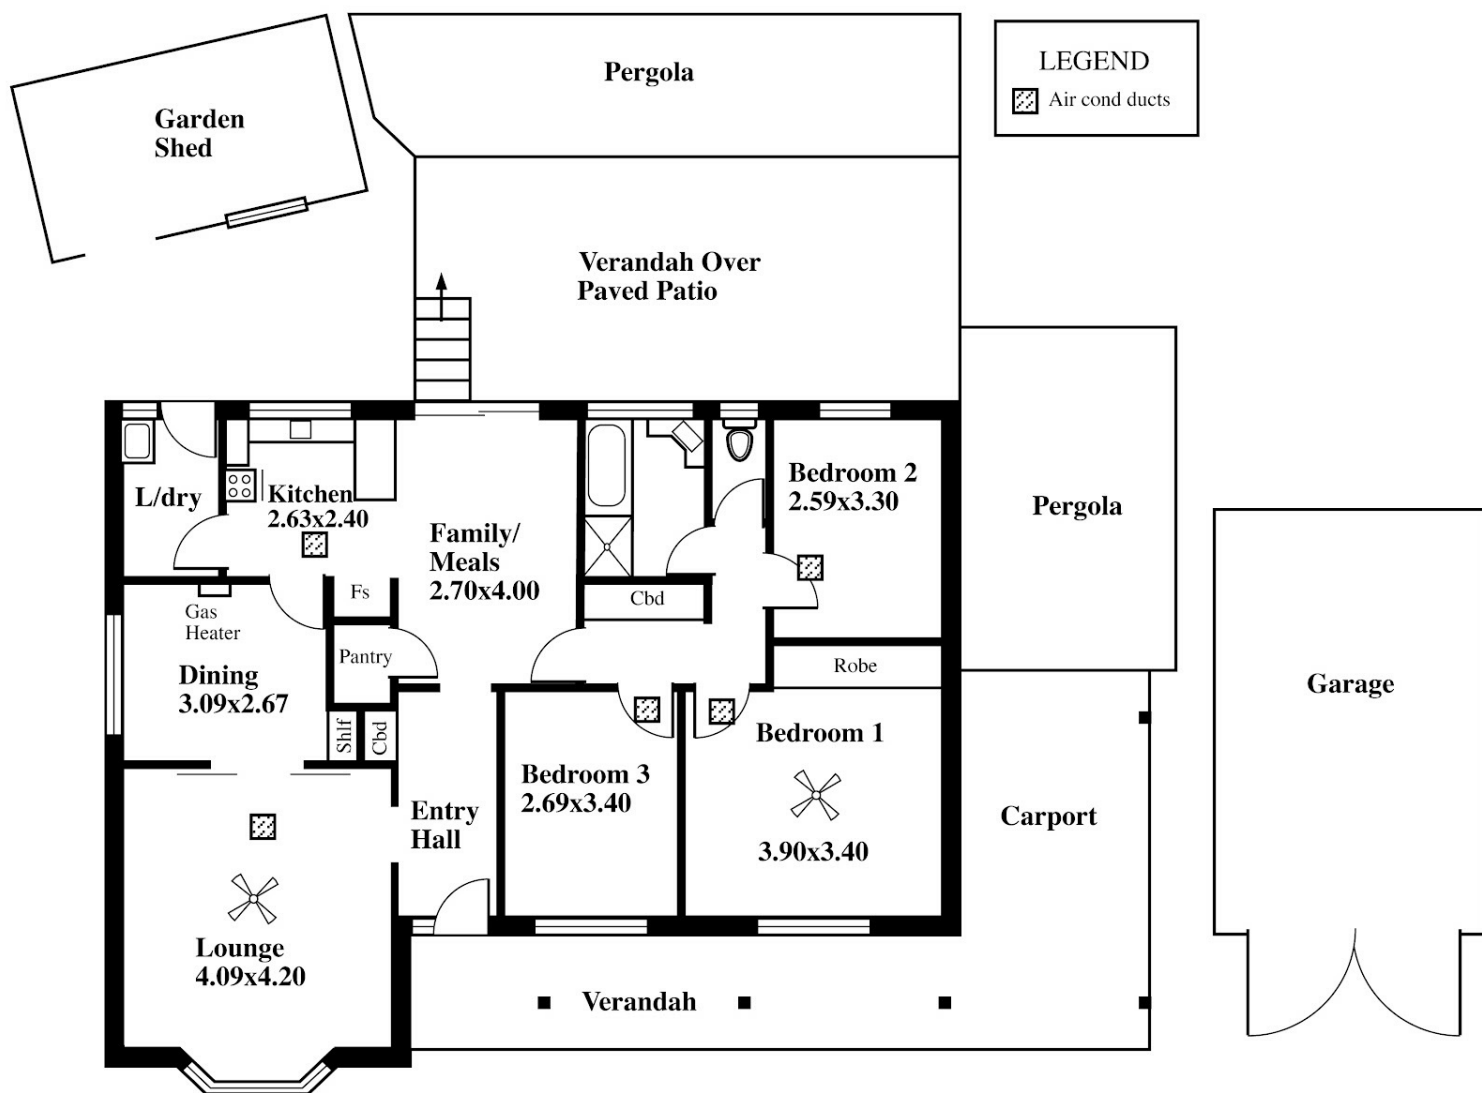 Pergola
LEGEND
Air cond ducts
Garden
Shed
Verandah Over
Paved Patio
Bedroom 2
2.59x3.30
L/dry
Kitchen
2.63x2.40
Pergola
Family/
Meals
2.70x4.00
Fs
Cbd
Gas
Heater
Pantry
Robe
Dining
3.09x2.67
Garage
Shlf
Cbd
Bedroom 1
Bedroom 3
2.69x3.40
Entry
Hall
Carport
3.90x3.40
Lounge
4.09x4.20
Verandah